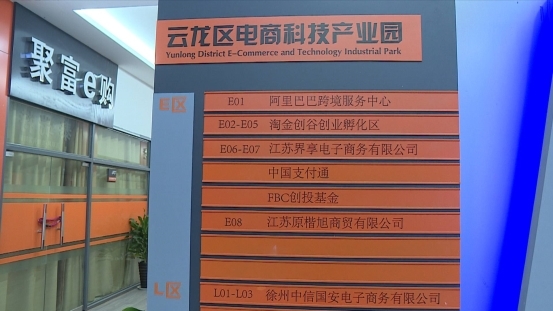 聚富e购
云龙区电商科技产业园
Yunlong District E-Commerce and Technology Industrial Park
E区
E01 阿里巴巴跨境服务中心
E02-E05 淘金创谷创业孵化区
E06-E07 江苏界享电子商务有限公司
中国支付通
FBC创投基金
E08 江苏原楷旭商贸有限公司
L区
L01-L03 徐州中信国安电子商务有限公司